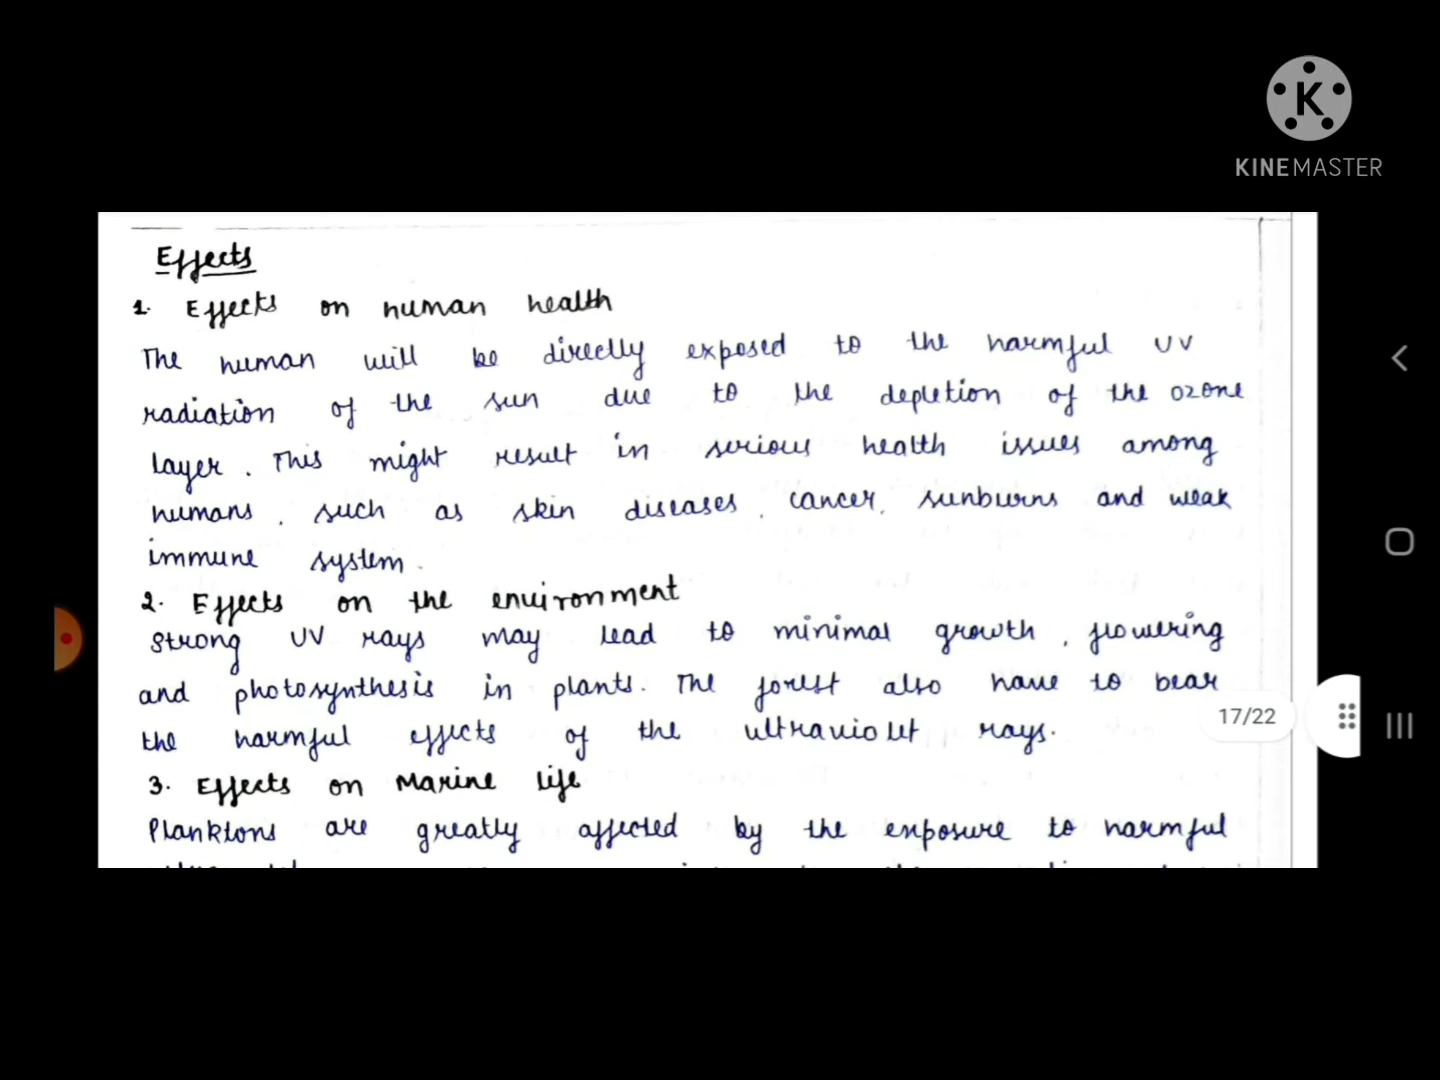 K
KINEMASTER
Effects
1. Effects on human health
The human will be directly exposed to the harmful UV
radiation of the sun due to the depletion of the ozone
layer. This might result in serious health issues among
humans, such as skin diseases, cancer, sunburns and weak
immune system.
2. Effects on the environment
Strong UV rays may lead to minimal growth, flowering
and photosynthesis in plants. The forest also have to bear
the harmful effects of the ultraviolet rays.
17/22
3. Effects on Marine life
Planktons are greatly affected by the exposure to harmful